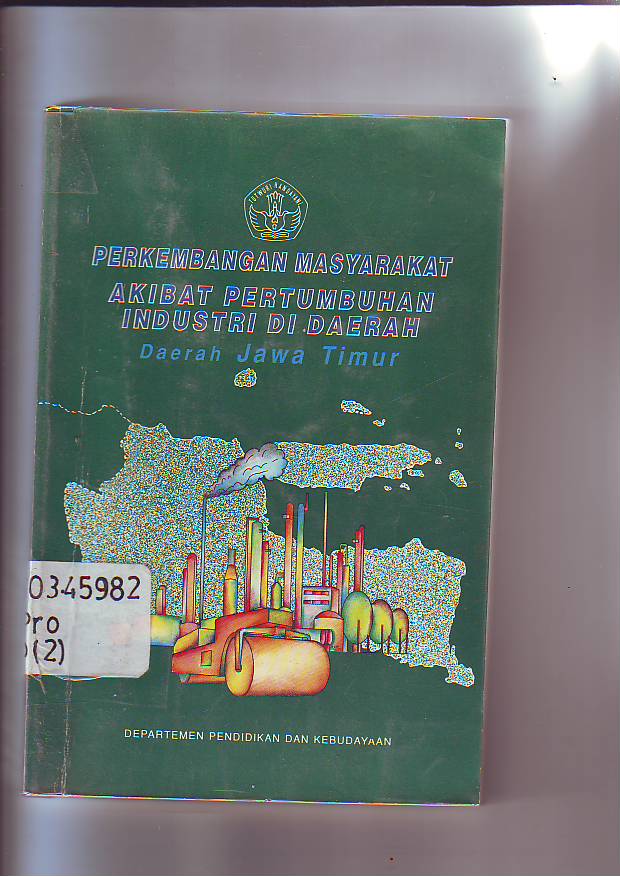 TUT WURI HANDAYANI
PERKEMBANGAN MASYARAKAT
AKIBAT PERTUMBUHAN
INDUSTRI DI DAERAH
Daerah Jawa Timur
0345982
Pro
(2)
DEPARTEMEN PENDIDIKAN DAN KEBUDAYAAN